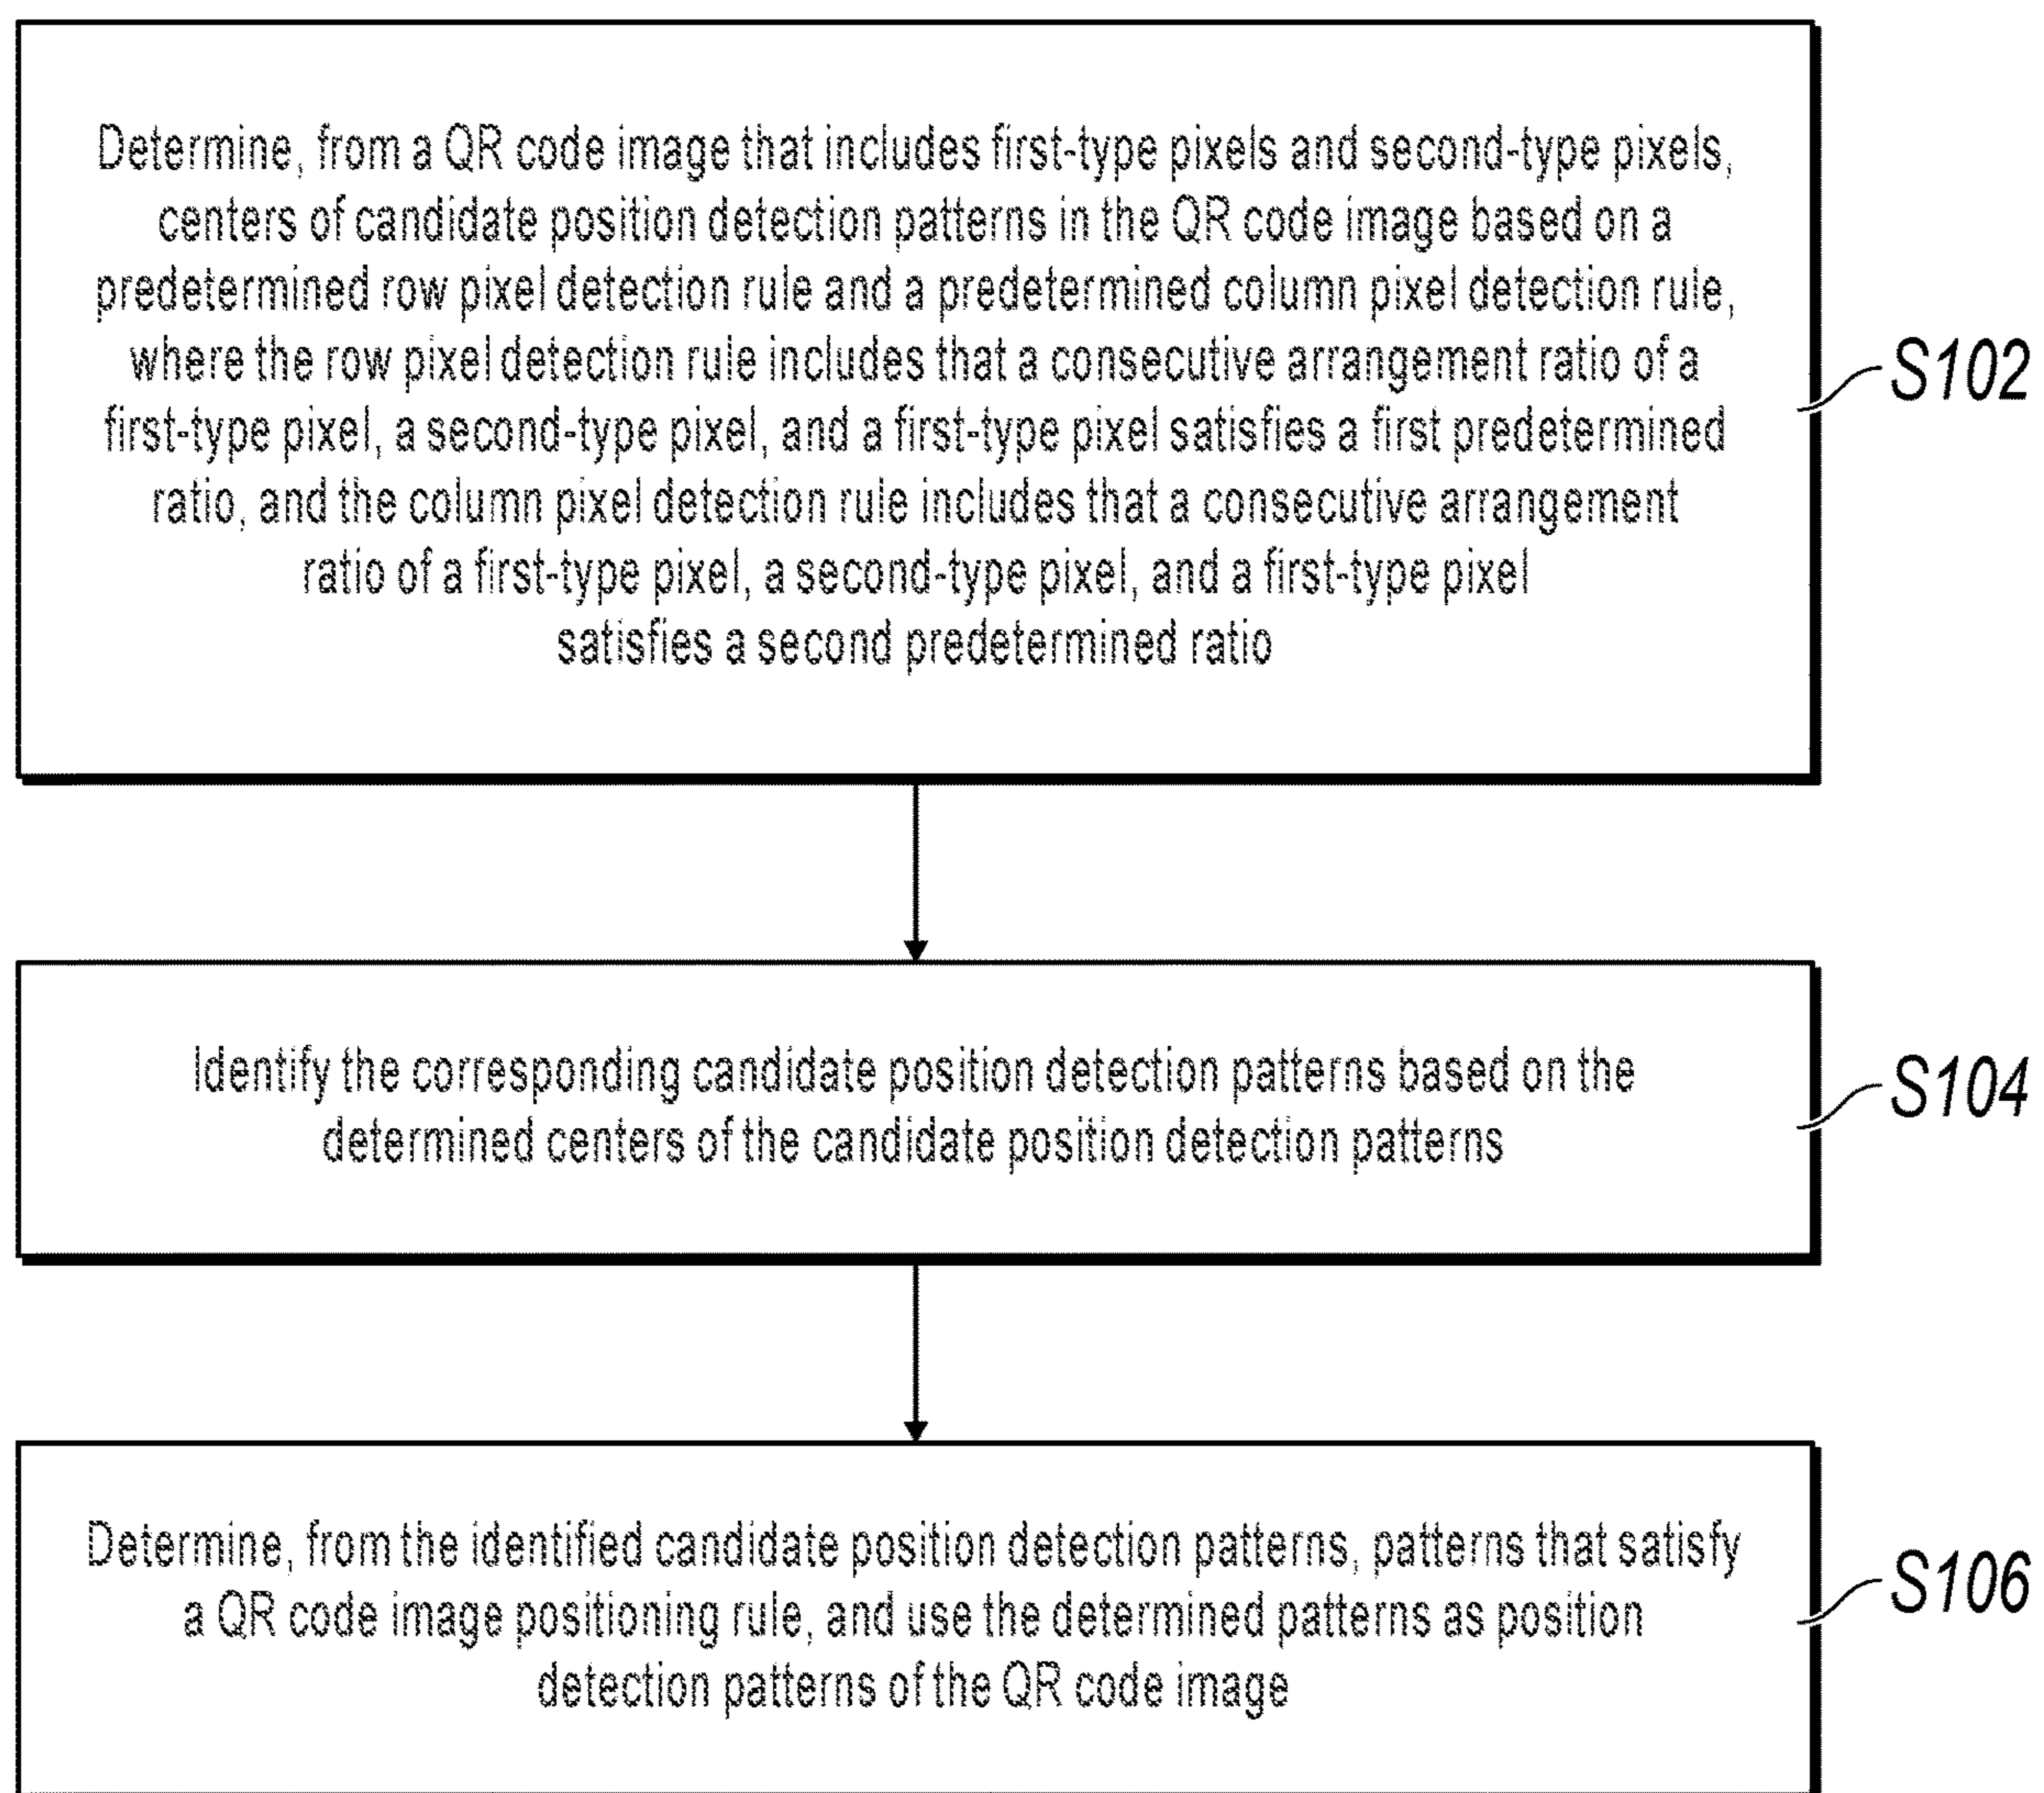 Determine, from a QR code image that includes first-type pixels and second-type pixels,
centers of candidate position detection patterns in the QR code image based on a
predetermined row pixel detection rule and a predetermined column pixel detection rule,
where the row pixel detection rule includes that a consecutive arrangement ratio of a
first-type pixel, a second-type pixel, and a first-type pixel satisfies a first predetermined
ratio, and the column pixel detection rule includes that a consecutive arrangement
ratio of a first-type pixel, a second-type pixel, and a first-type pixel
satisfies a second predetermined ratio
S102
Identify the corresponding candidate position detection patterns based on the
determined centers of the candidate position detection patterns
S104
Determine, from the identified candidate position detection patterns, patterns that satisfy
a QR code image positioning rule, and use the determined patterns as position
detection patterns of the QR code image
S106